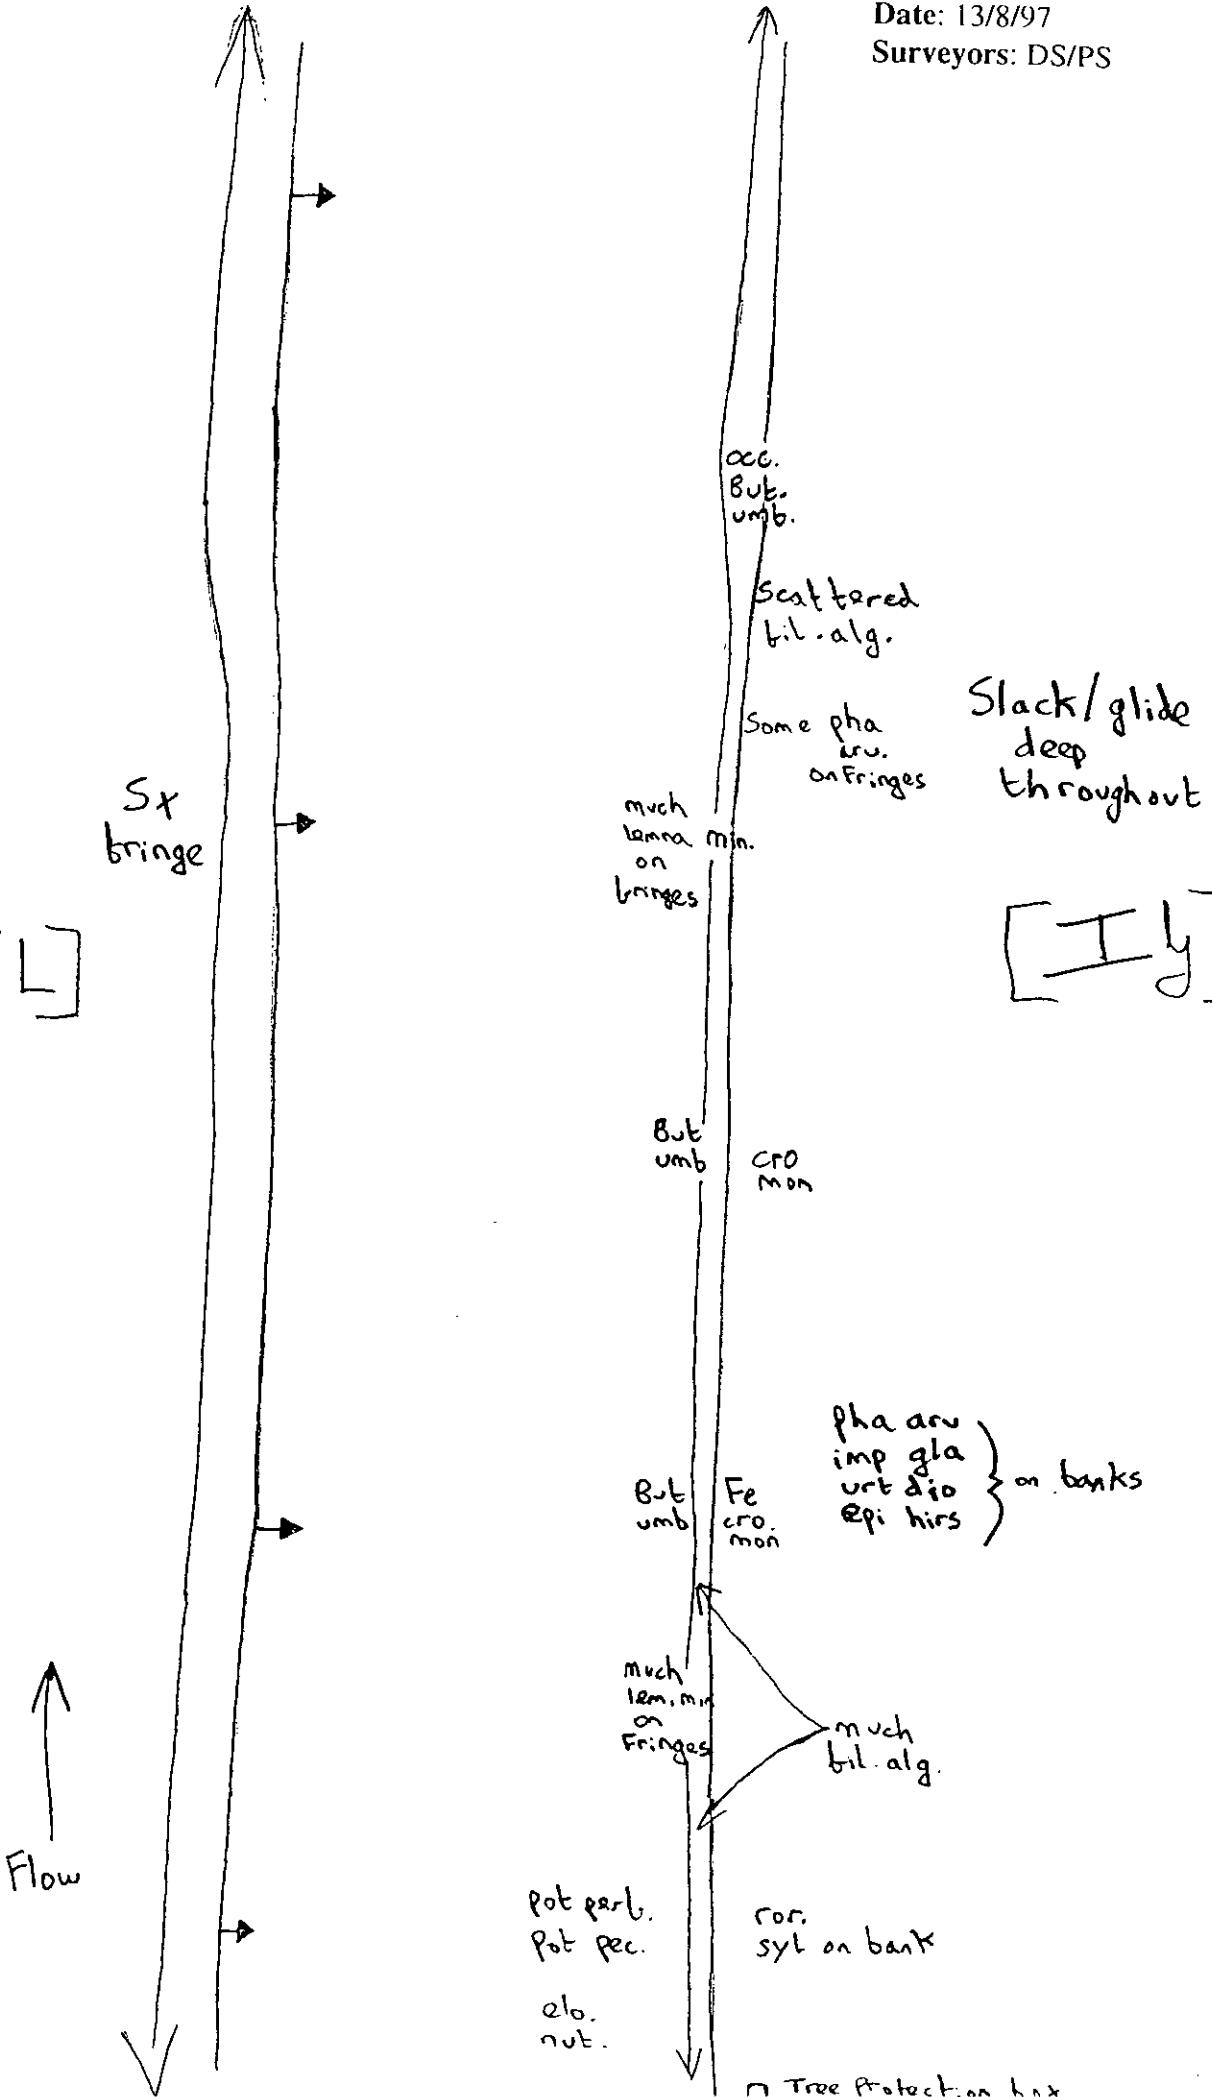 Date: 13/8/97
Surveyors: DS/PS
occ.
But.
umb.
Scattered
fil. alg.
Some pha
aru.
on Fringes
Slack/glide
deep
throughout
Sx
fringe
much
lemna min.
on
fringes
L]
[I y]
But
umb
cro
mon
pha aru
imp gla
urt dio
epi hirs
on banks
But
umb
Fe
cro.
mon
much
lem. min
on
Fringes
much
fil. alg.
Flow
pot perf.
Pot pec.
ror.
syl on bank
elo.
nut.
Tree Protection box